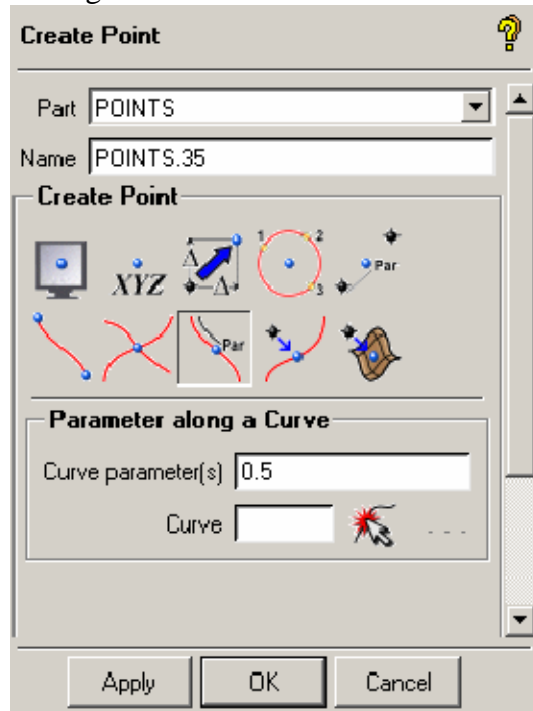 Create Point
Part POINTS
Name POINTS.35
Create Point
1 2
XYZ Δ Δ 3 Par
Par
Parameter along a Curve
Curve parameter(s) 0.5
Curve
Apply OK Cancel